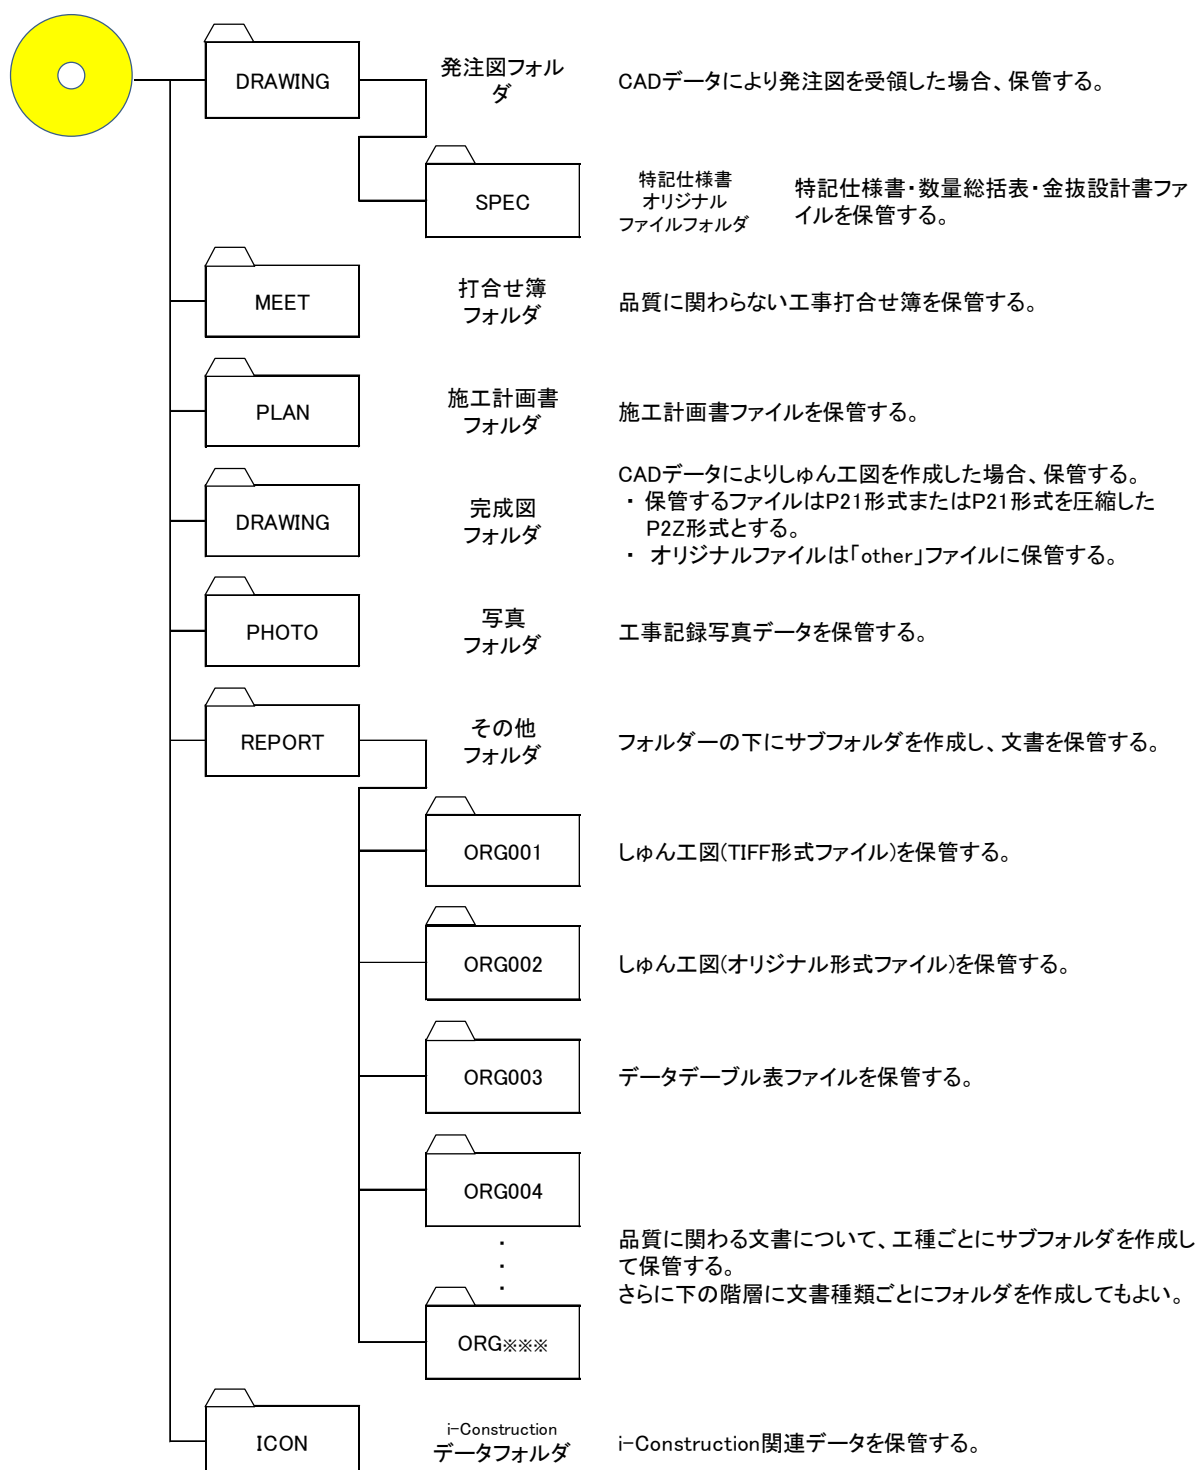 DRAWING
発注図フォル
ダ
CADデータにより発注図を受領した場合、保管する。
SPEC
特記仕様書
オリジナル
ファイルフォルダ
特記仕様書・数量総括表・金抜設計書ファ
イルを保管する。
MEET
打合せ簿
フォルダ
品質に関わらない工事打合せ簿を保管する。
PLAN
施工計画書
フォルダ
施工計画書ファイルを保管する。
DRAWING
完成図
フォルダ
CADデータによりしゅん工図を作成した場合、保管する。
・ 保管するファイルはP21形式またはP21形式を圧縮した
P2Z形式とする。
・ オリジナルファイルは「other」ファイルに保管する。
PHOTO
写真
フォルダ
工事記録写真データを保管する。
REPORT
その他
フォルダ
フォルダーの下にサブフォルダを作成し、文書を保管する。
ORG001
しゅん工図(TIFF形式ファイル)を保管する。
ORG002
しゅん工図(オリジナル形式ファイル)を保管する。
ORG003
データデーブル表ファイルを保管する。
ORG004
・
・
・
品質に関わる文書について、工種ごとにサブフォルダを作成し
て保管する。
さらに下の階層に文書種類ごとにフォルダを作成してもよい。
ORG※※※
ICON
i-Construction
データフォルダ
i-Construction関連データを保管する。